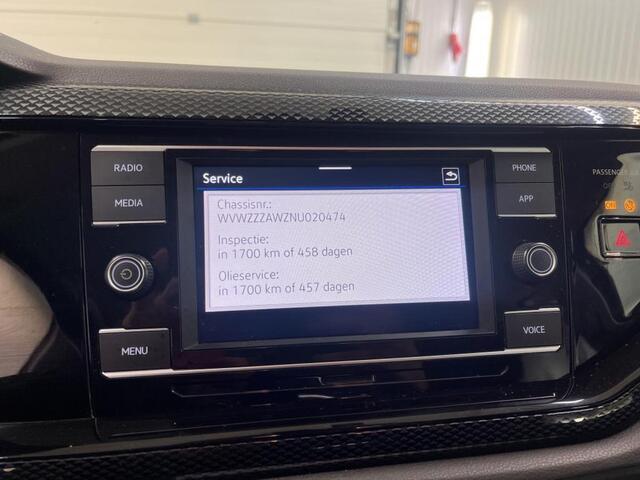 RADIO
MEDIA
MENU
Service
Chassisnr.:
WVWZZZAWZNU020474
Inspectie:
in 1700 km of 458 dagen
Olieservice:
in 1700 km of 457 dagen
PHONE
APP
VOICE
PASSENGER